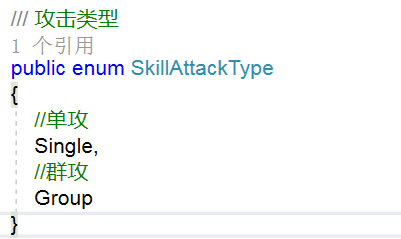 /// 攻击类型
1 个引用
public enum SkillAttackType
{
//单攻
Single,
//群攻
Group
}